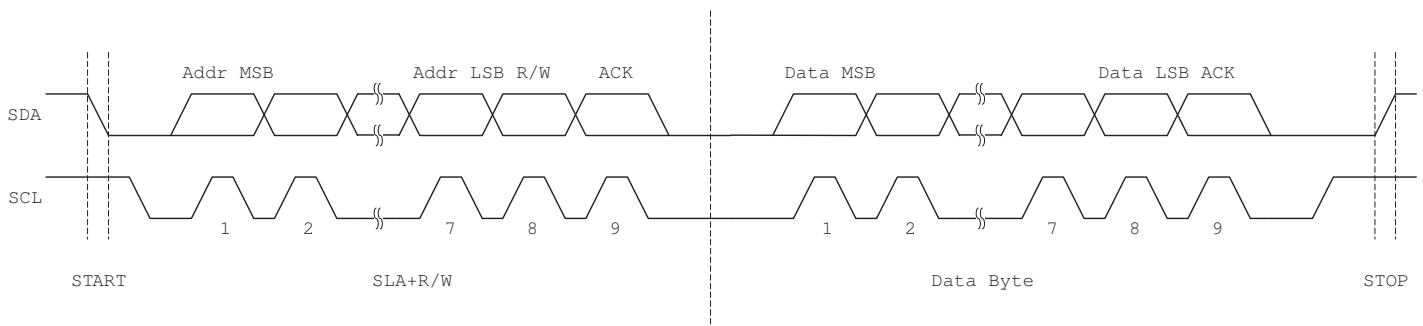 Addr MSB Addr LSB R/W ACK Data MSB Data LSB ACK
SDA
SCL
1 2 7 8 9 1 2 7 8 9
START SLA+R/W Data Byte STOP